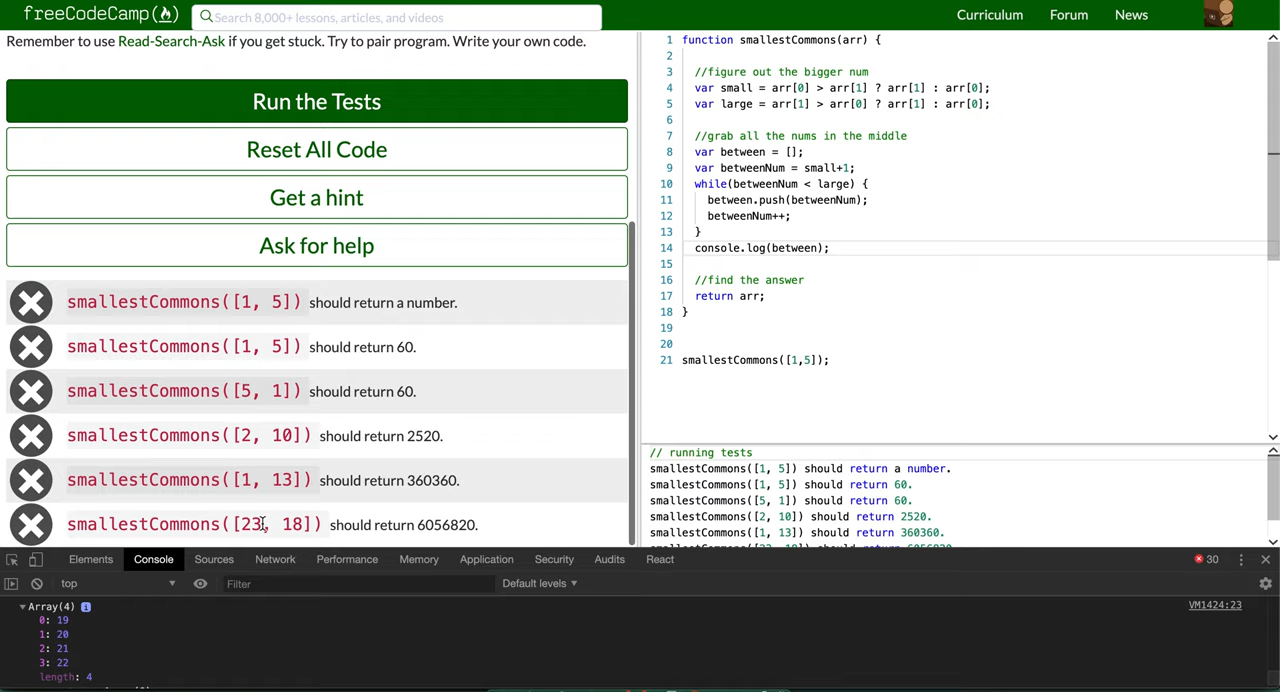 freeCodeCamp
Search 8,000+ lessons, articles, and videos
Curriculum
Forum
News
Remember to use Read-Search-Ask if you get stuck. Try to pair program. Write your own code.
Run the Tests
Reset All Code
Get a hint
Ask for help
smallestCommons([1, 5]) should return a number.
smallestCommons([1, 5]) should return 60.
smallestCommons([5, 1]) should return 60.
smallestCommons([2, 10]) should return 2520.
smallestCommons([1, 13]) should return 360360.
smallestCommons([23, 18]) should return 6056820.
1 function smallestCommons(arr) {
2
3 //figure out the bigger num
4 var small = arr[0] > arr[1] ? arr[1] : arr[0];
5 var large = arr[1] > arr[0] ? arr[1] : arr[0];
6
7 //grab all the nums in the middle
8 var between = [];
9 var betweenNum = small+1;
10 while(betweenNum < large) {
11 between.push(betweenNum);
12 betweenNum++;
13 }
14 console.log(between);
15
16 //find the answer
17 return arr;
18 }
19
20
21 smallestCommons([1,5]);
// running tests
smallestCommons([1, 5]) should return a number.
smallestCommons([1, 5]) should return 60.
smallestCommons([5, 1]) should return 60.
smallestCommons([2, 10]) should return 2520.
smallestCommons([1, 13]) should return 360360.
Elements Console Sources Network Performance Memory Application Security Audits React 30
top Filter Default levels
Array(4) VM1424:23
0: 19
1: 20
2: 21
3: 22
length: 4